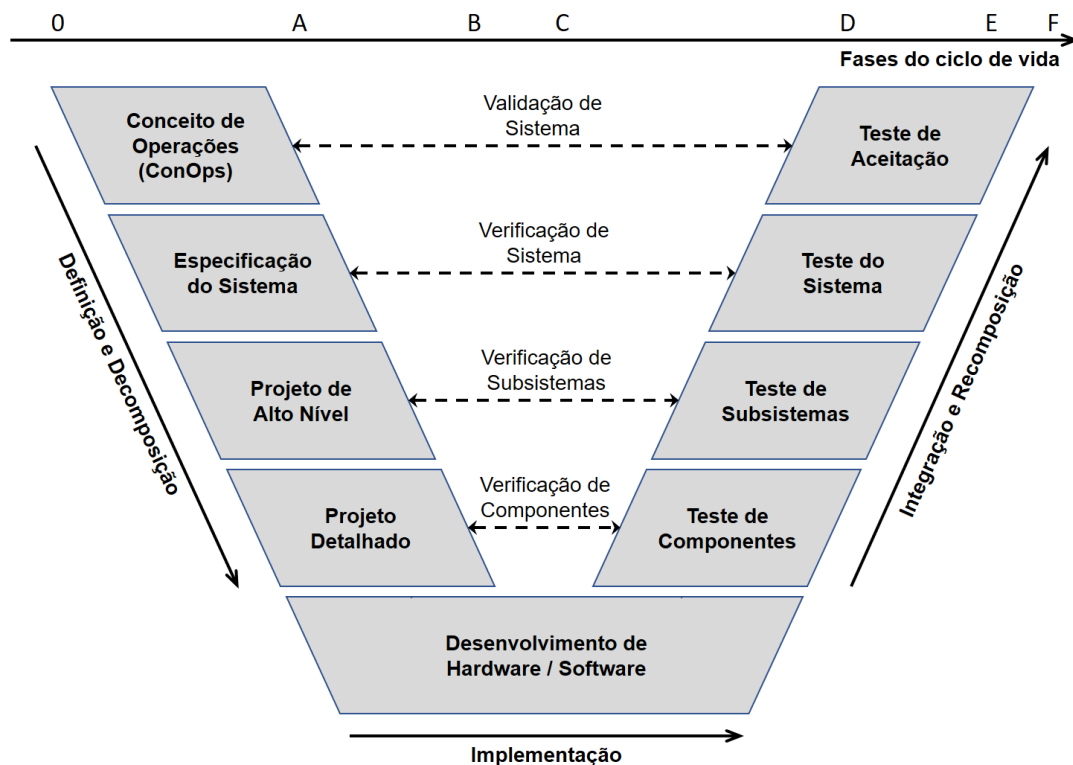 0 A B C D E F
Fases do ciclo de vida
Conceito de
Operações
(ConOps)
Validação de
Sistema
Teste de
Aceitação
Especificação
do Sistema
Verificação de
Sistema
Teste do
Sistema
Projeto de
Alto Nível
Verificação de
Subsistemas
Teste de
Subsistemas
Projeto
Detalhado
Verificação de
Componentes
Teste de
Componentes
Desenvolvimento de
Hardware / Software
Definição e Decomposição
Implementação
Integração e Recomposição